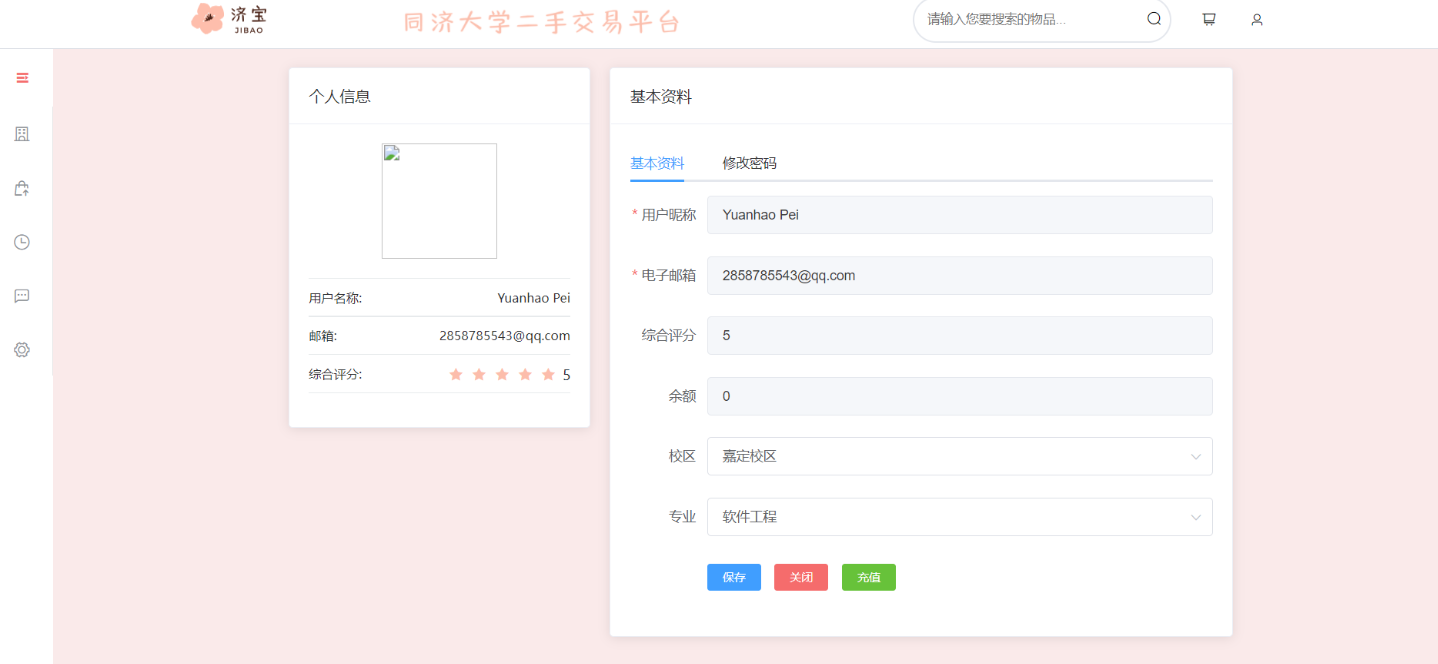 济宝
JIBAO
同济大学二手交易平台
请输入您要搜索的物品...
个人信息
用户名称: Yuanhao Pei
邮箱: 2858785543@qq.com
综合评分: 5
基本资料
基本资料 修改密码
* 用户昵称 Yuanhao Pei
* 电子邮箱 2858785543@qq.com
综合评分 5
余额 0
校区 嘉定校区
专业 软件工程
保存 关闭 充值